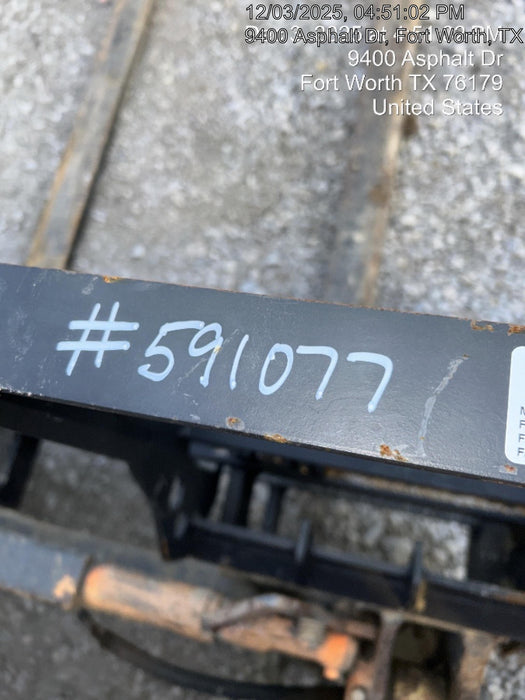 12/03/2025, 04:51:02 PM
9400 Asphalt Dr, Fort Worth, TX
9400 Asphalt Dr
Fort Worth TX 76179
United States
#591077